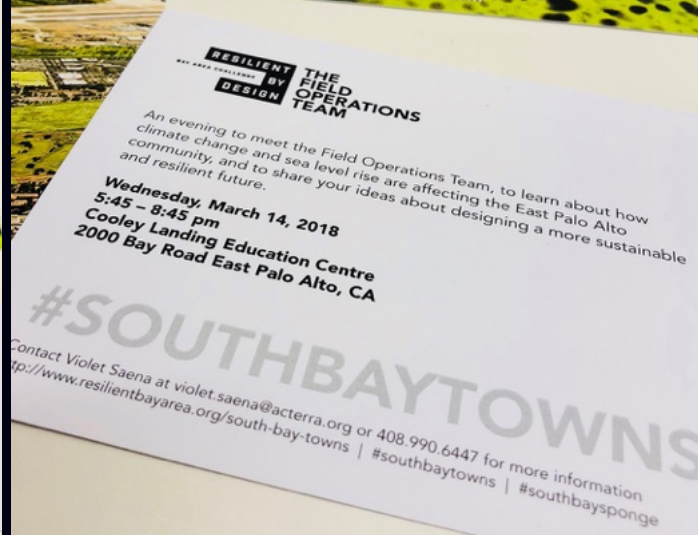 RESILIENT
BAY AREA CHALLENGE BY
DESIGN
THE
FIELD
OPERATIONS
TEAM
An evening to meet the Field Operations Team, to learn about how
climate change and sea level rise are affecting the East Palo Alto
community, and to share your ideas about designing a more sustainable
and resilient future.
Wednesday, March 14, 2018
5:45 – 8:45 pm
Cooley Landing Education Centre
2000 Bay Road East Palo Alto, CA
#SOUTHBAYTOWNS
Contact Violet Saena at violet.saena@acterra.org or 408.990.6447 for more information
tp://www.resilientbayarea.org/south-bay-towns | #southbaytowns | #southbaysponge